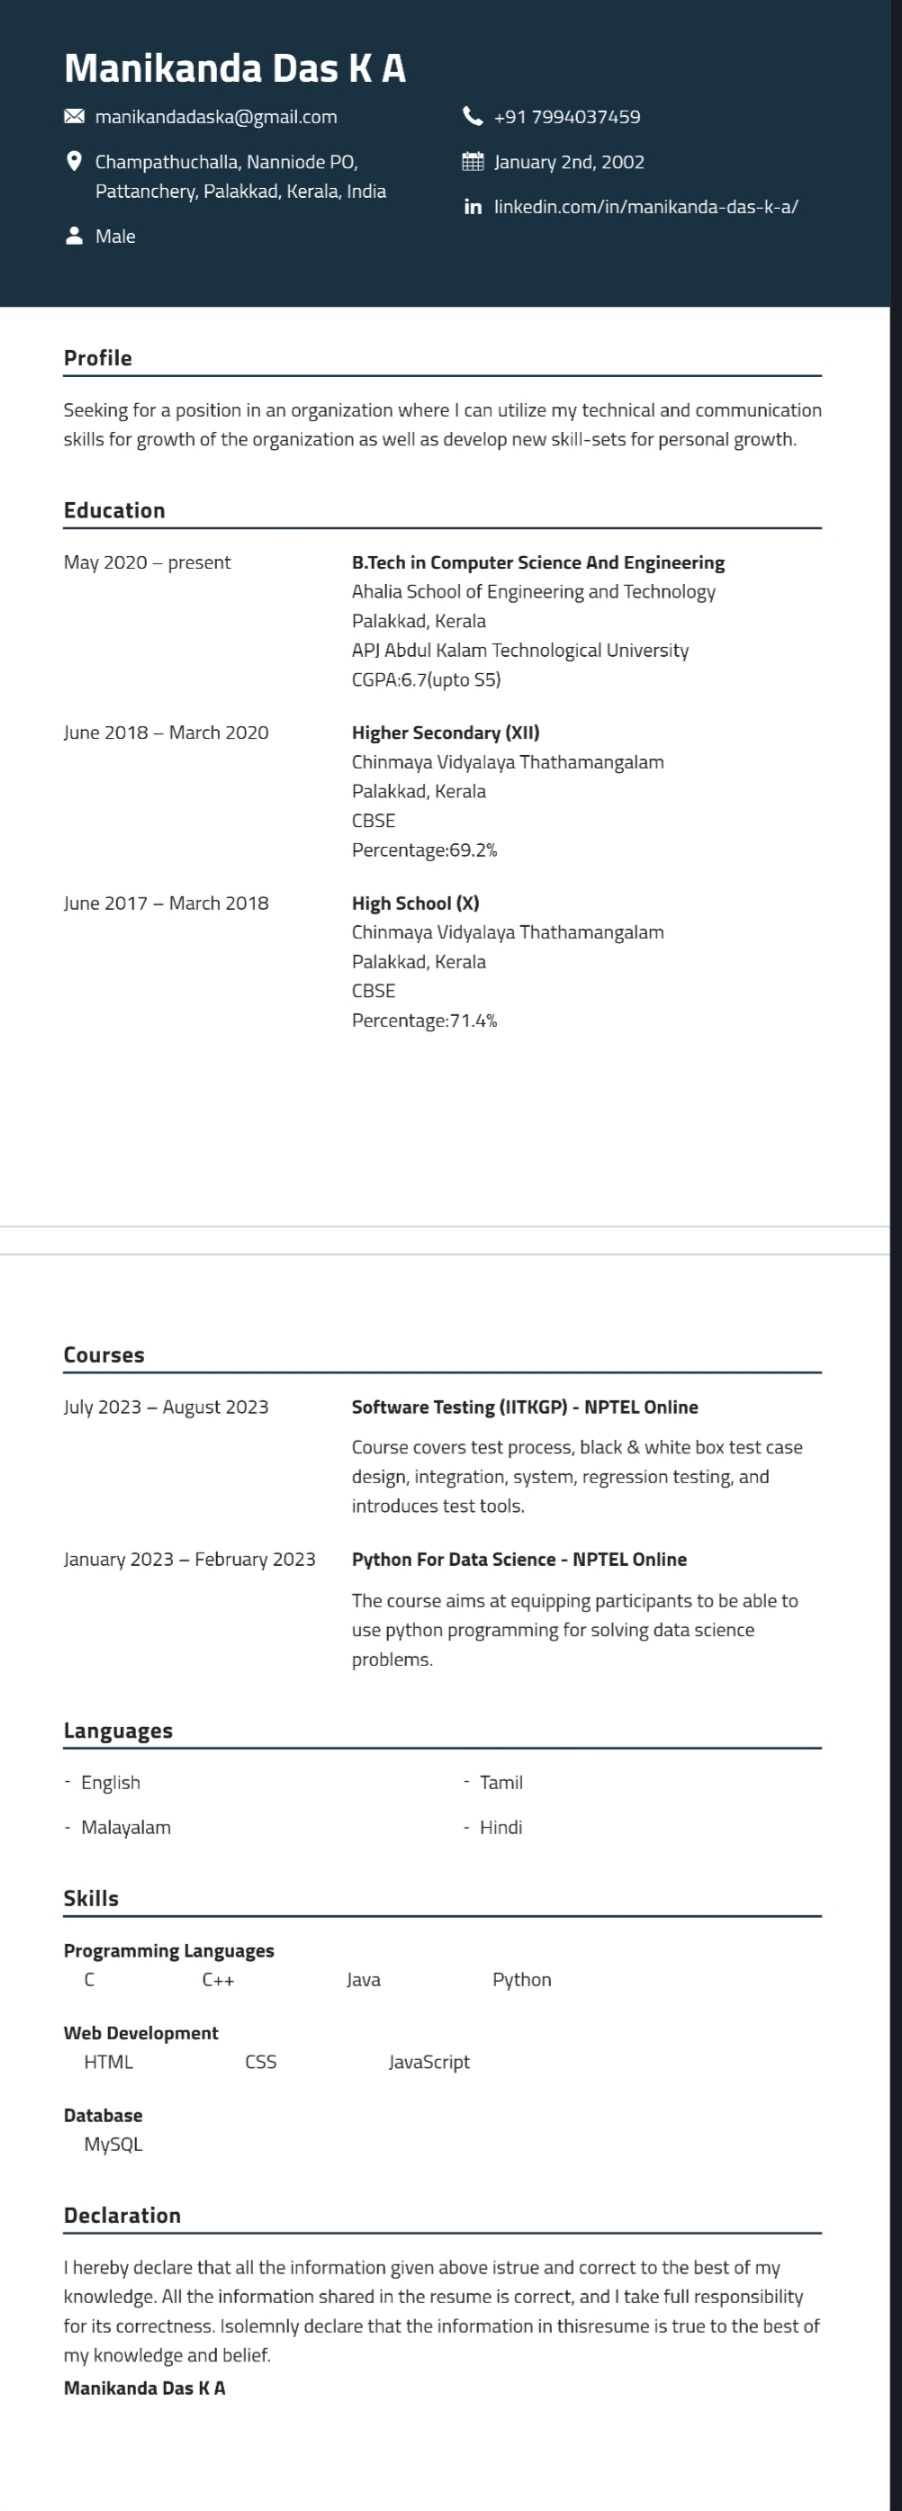 Manikanda Das K A
manikandadaska@gmail.com
Champathuchalla, Nanniode PO,
Pattanchery, Palakkad, Kerala, India
Male
+91 7994037459
January 2nd, 2002
linkedin.com/in/manikanda-das-k-a/
Profile
Seeking for a position in an organization where I can utilize my technical and communication
skills for growth of the organization as well as develop new skill-sets for personal growth.
Education
May 2020 – present
B.Tech in Computer Science And Engineering
Ahalia School of Engineering and Technology
Palakkad, Kerala
APJ Abdul Kalam Technological University
CGPA:6.7(upto S5)
June 2018 – March 2020
Higher Secondary (XII)
Chinmaya Vidyalaya Thathamangalam
Palakkad, Kerala
CBSE
Percentage:69.2%
June 2017 – March 2018
High School (X)
Chinmaya Vidyalaya Thathamangalam
Palakkad, Kerala
CBSE
Percentage:71.4%
Courses
July 2023 – August 2023
Software Testing (IITKGP) - NPTEL Online
Course covers test process, black & white box test case
design, integration, system, regression testing, and
introduces test tools.
January 2023 – February 2023
Python For Data Science - NPTEL Online
The course aims at equipping participants to be able to
use python programming for solving data science
problems.
Languages
- English
- Tamil
- Malayalam
- Hindi
Skills
Programming Languages
C C++ Java Python
Web Development
HTML CSS JavaScript
Database
MySQL
Declaration
I hereby declare that all the information given above istrue and correct to the best of my
knowledge. All the information shared in the resume is correct, and I take full responsibility
for its correctness. Isolemnly declare that the information in thisresume is true to the best of
my knowledge and belief.
Manikanda Das K A